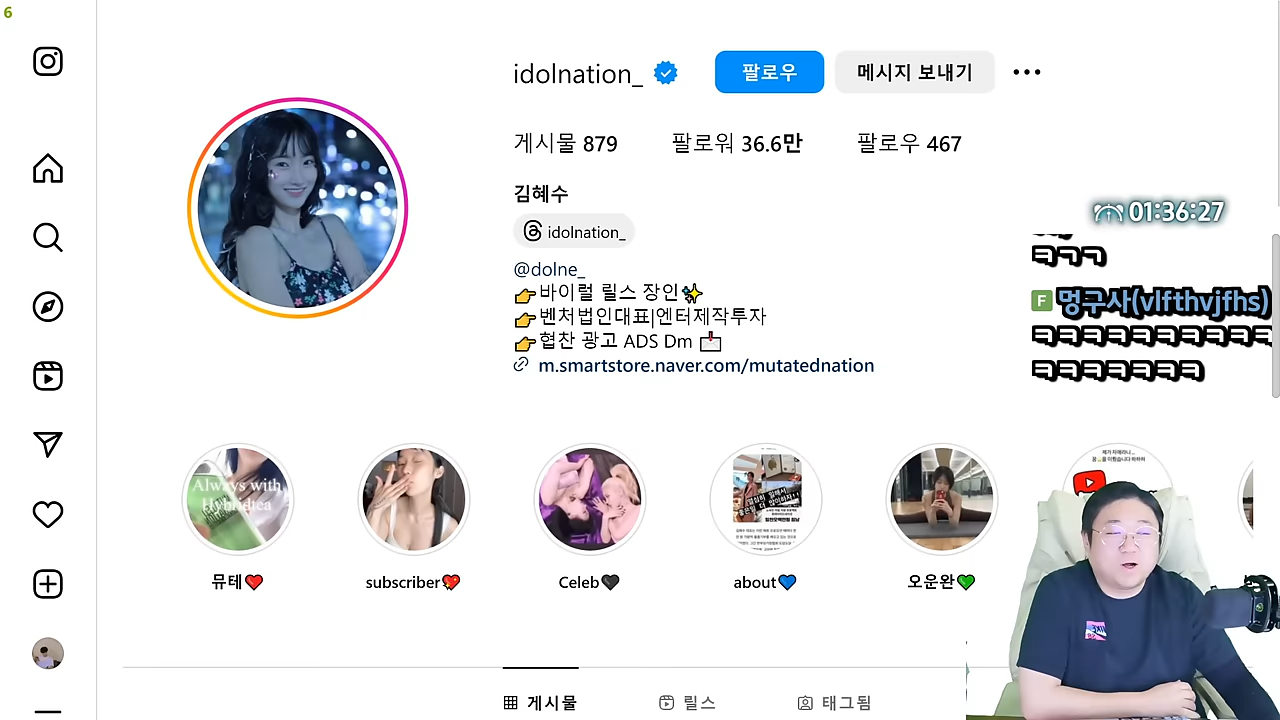 6
idolnation_
팔로우
메시지 보내기
게시물 879
팔로워 36.6만
팔로우 467
김혜수
idolnation_
@dolne_
👉바이럴 릴스 장인✨
👉벤처법인대표|엔터제작투자
👉협찬 광고 ADS Dm 📩
m.smartstore.naver.com/mutatednation
01:36:27
ㅋㄱㄱ
F 멍구사(vlfthvjfhs)
ㅋㅋㅋㅋㅋㅋㅋㅋㅋㅋ
ㅋㅋㅋㅋㅋㅋㅋ
Always with
Hybridtea
뮤테❤️
subscriber💖
Celeb🖤
about💙
오운완💚
게시물
릴스
태그됨